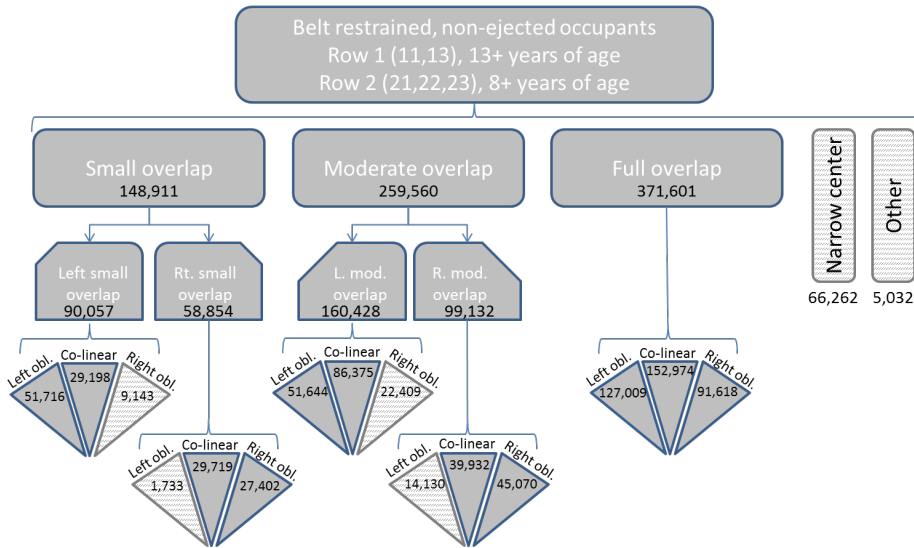 Belt restrained, non-ejected occupants
Row 1 (11,13), 13+ years of age
Row 2 (21,22,23), 8+ years of age
Small overlap
148,911
Moderate overlap
259,560
Full overlap
371,601
Narrow center
66,262
Other
5,032
Left small
overlap
90,057
Rt. small
overlap
58,854
L. mod.
overlap
160,428
R. mod.
overlap
99,132
Left obl.
Co-linear
Right obl.
51,716
29,198
9,143
Left obl.
Co-linear
Right obl.
51,644
86,375
22,409
Left obl.
Co-linear
Right obl.
127,009
152,974
91,618
Left obl.
Co-linear
Right obl.
1,733
29,719
27,402
Left obl.
Co-linear
Right obl.
14,130
39,932
45,070